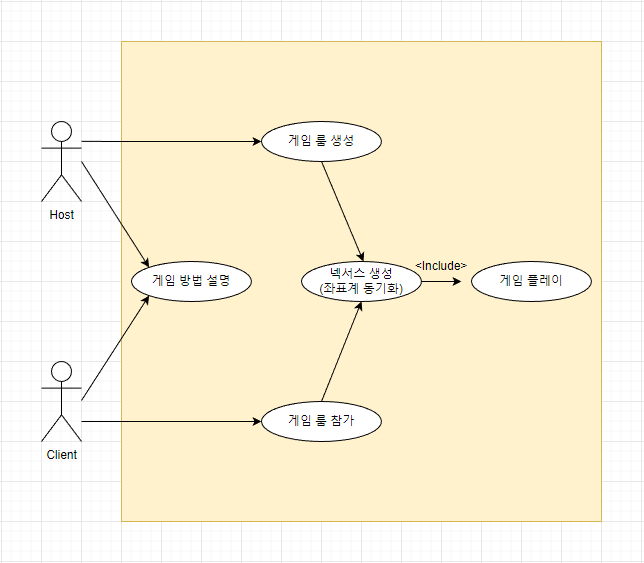 게임 룸 생성
Host
<Include>
게임 방법 설명
넥서스 생성
(좌표계 동기화)
게임 플레이
게임 룸 참가
Client